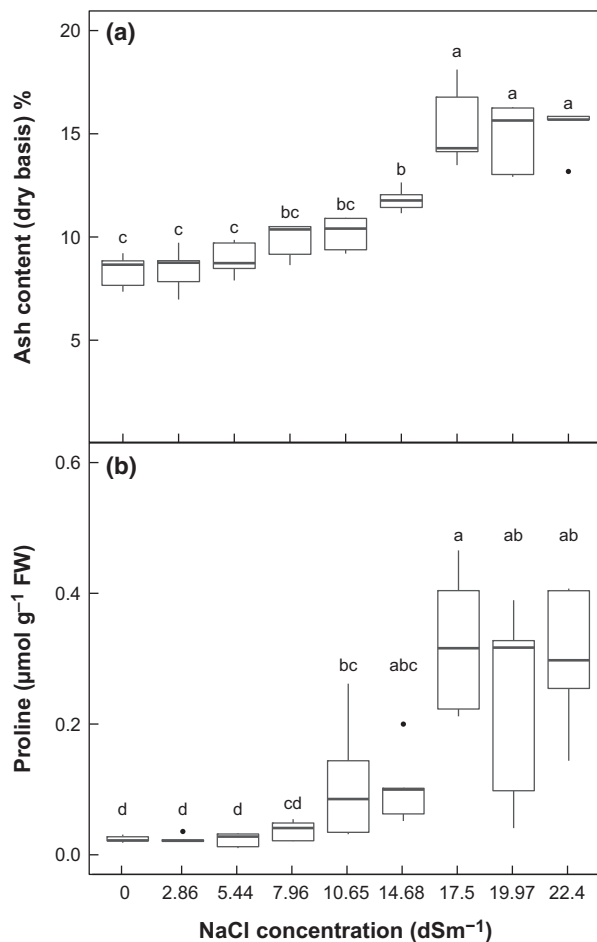 (a)
Ash content (dry basis) %
20
15
10
5
c c c bc bc b a a a
(b)
Proline (µmol g⁻¹ FW)
0.6
0.4
0.2
0.0
d d d cd bc abc a ab ab
0 2.86 5.44 7.96 10.65 14.68 17.5 19.97 22.4
NaCl concentration (dSm⁻¹)